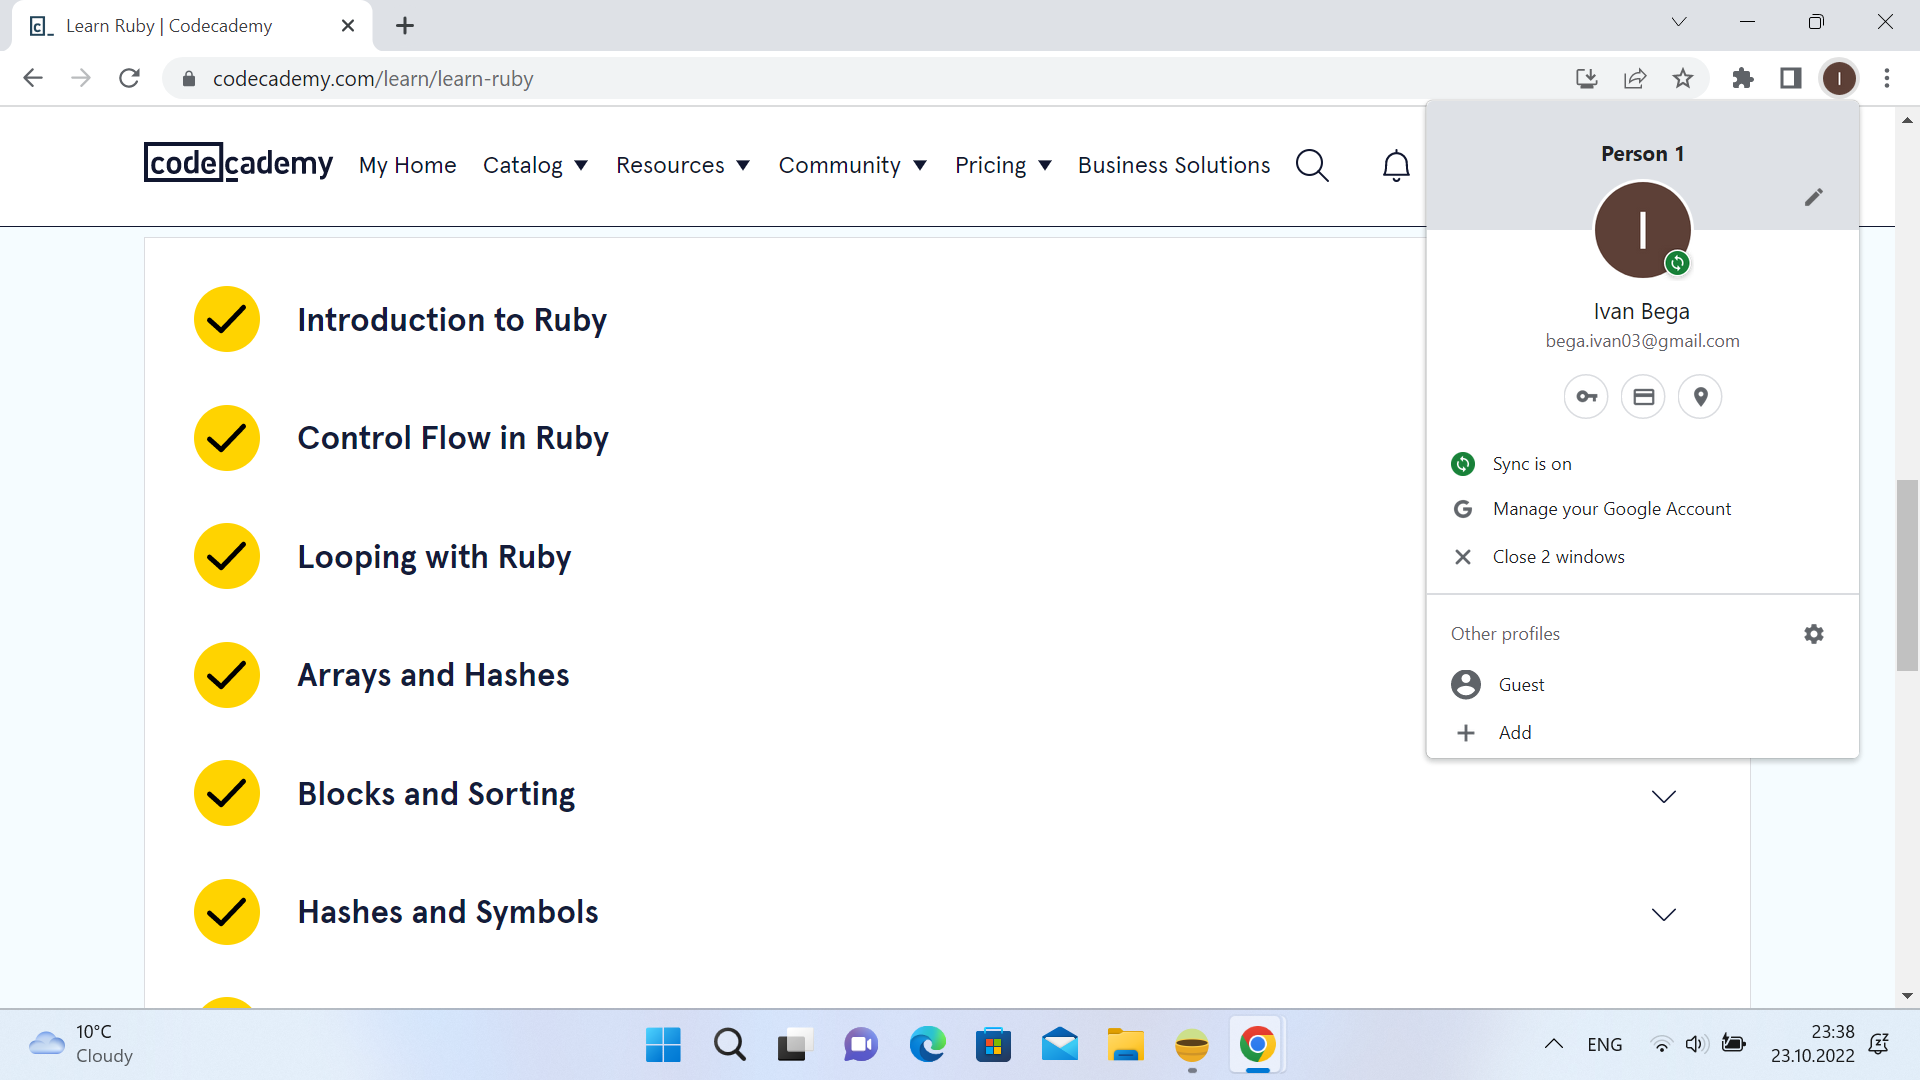 Learn Ruby | Codecademy
codecademy.com/learn/learn-ruby
codecademy My Home Catalog Resources Community Pricing Business Solutions
Introduction to Ruby
Control Flow in Ruby
Looping with Ruby
Arrays and Hashes
Blocks and Sorting
Hashes and Symbols
I
Person 1
I
Ivan Bega
bega.ivan03@gmail.com
Sync is on
Manage your Google Account
Close 2 windows
Other profiles
Guest
Add
10°C
Cloudy
ENG
23:38
23.10.2022